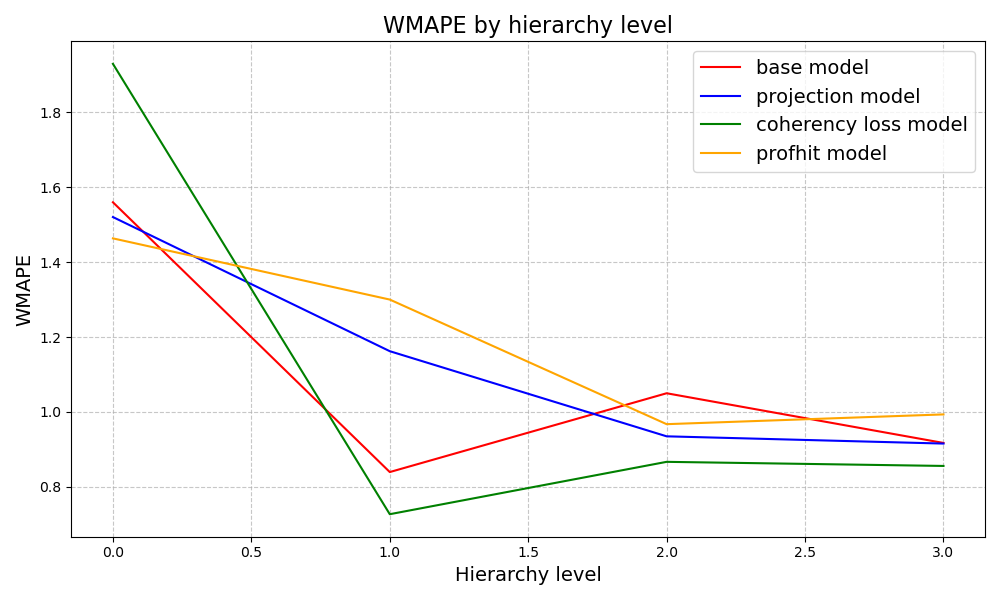 WMAPE by hierarchy level
base model
projection model
coherency loss model
profhit model
WMAPE
1.8
1.6
1.4
1.2
1.0
0.8
0.0 0.5 1.0 1.5 2.0 2.5 3.0
Hierarchy level